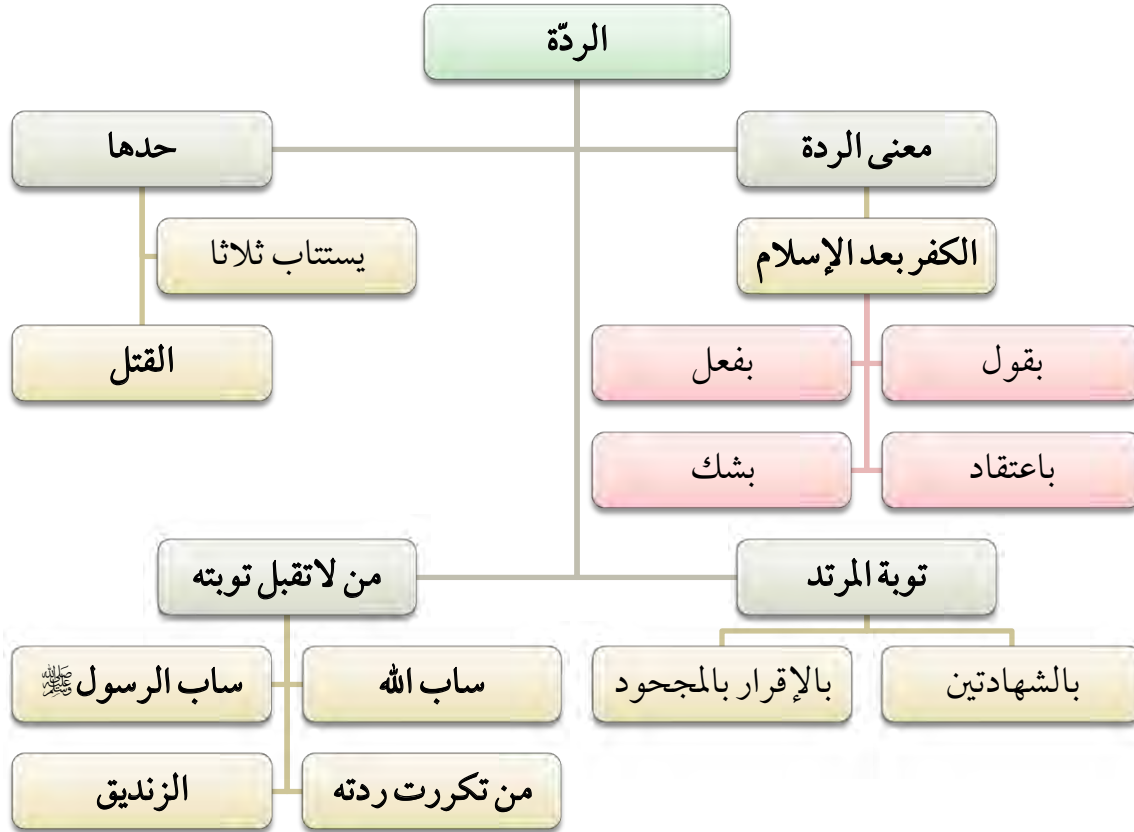 الردّة
معنى الردة
حدها
الكفر بعد الإسلام
يستتاب ثلاثا
القتل
بقول
بفعل
باعتقاد
بشك
توبة المرتد
من لاتقبل توبته
بالشهادتين
بالإقرار بالمجحود
ساب الله
ساب الرسول ﷺ
من تكررت ردته
الزنديق